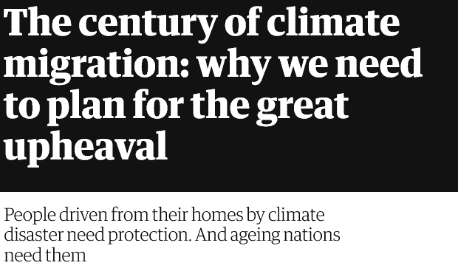 The century of climate
migration: why we need
to plan for the great
upheaval
People driven from their homes by climate
disaster need protection. And ageing nations
need them